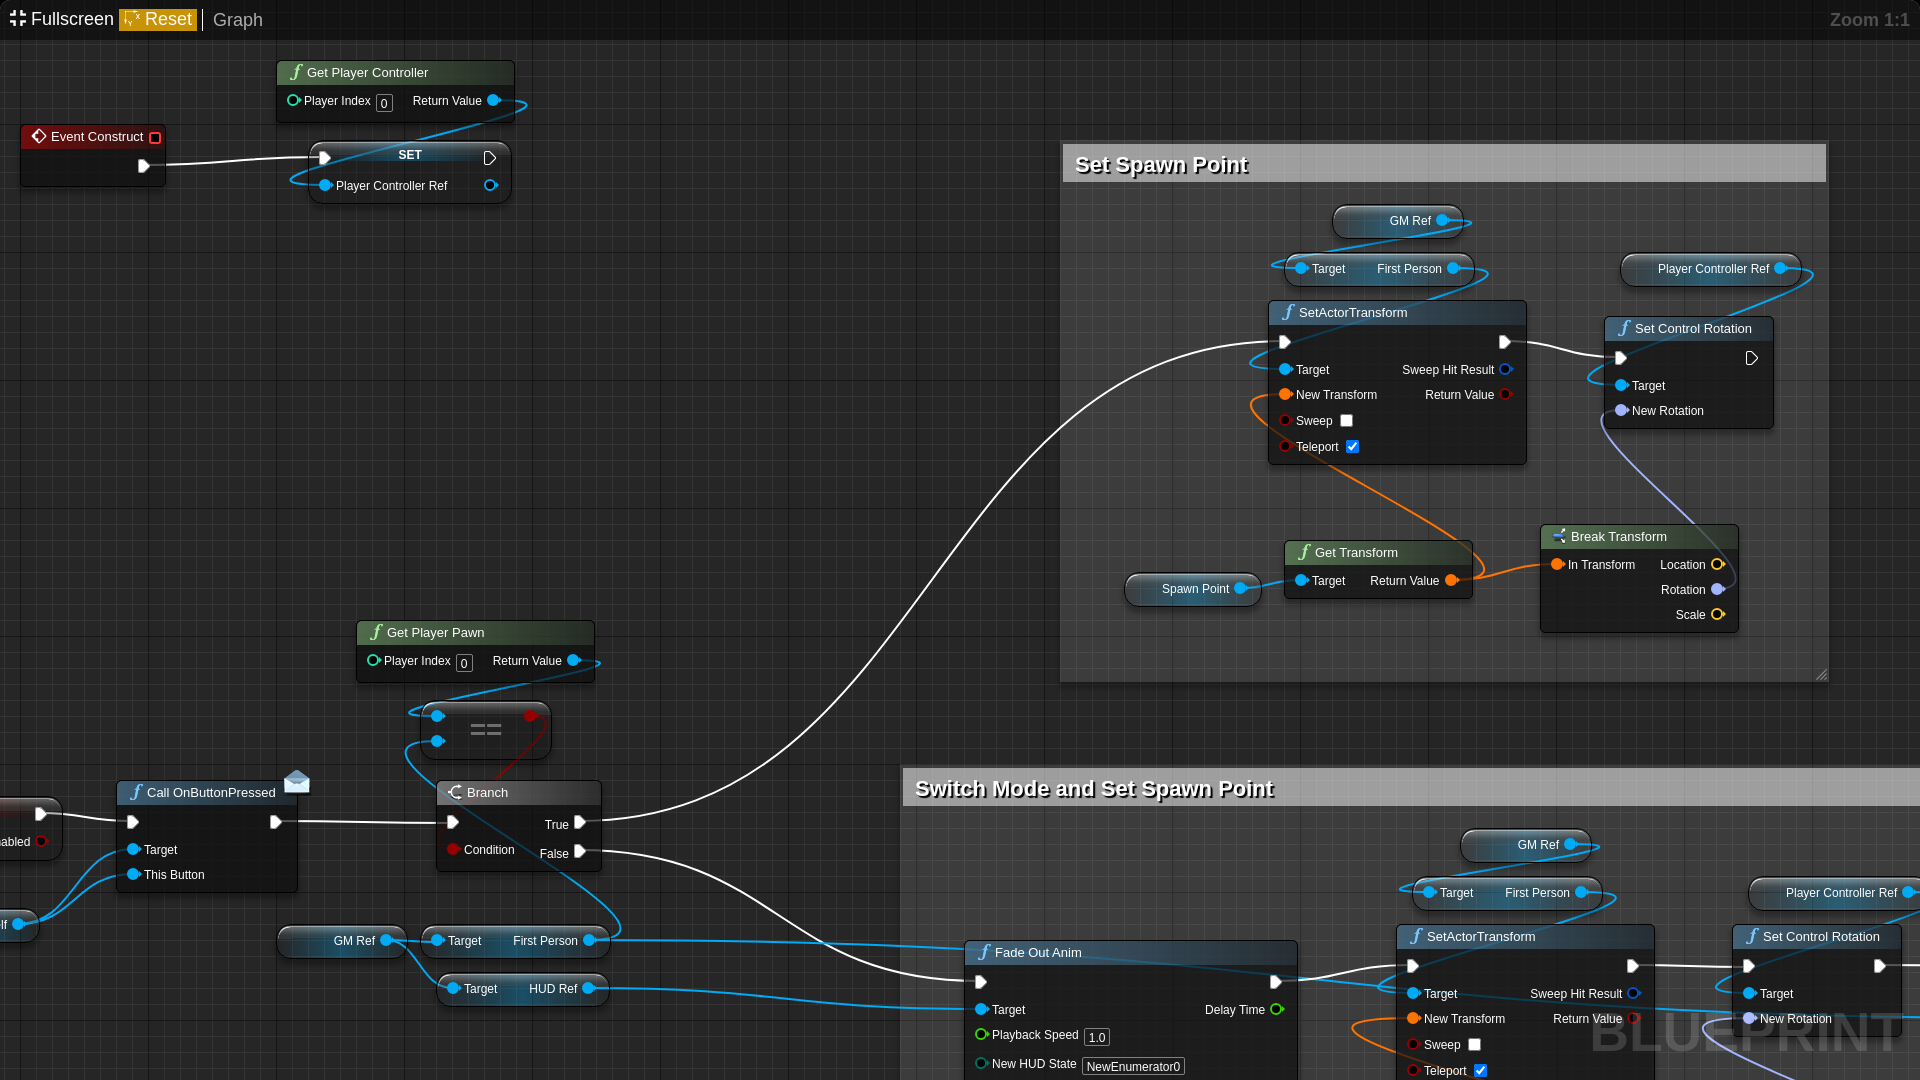 Fullscreen Reset Graph Zoom 1:1
Get Player Controller
Player Index 0 Return Value
Event Construct
SET
Player Controller Ref
Set Spawn Point
GM Ref
Target First Person
Player Controller Ref
SetActorTransform
Target Sweep Hit Result
New Transform Return Value
Sweep
Teleport
Set Control Rotation
Target
New Rotation
Spawn Point
Get Transform
Target Return Value
Break Transform
In Transform Location
Rotation
Scale
Get Player Pawn
Player Index 0 Return Value
==
abled
Call OnButtonPressed
Target
This Button
lf
Branch
True
Condition False
GM Ref
Target First Person
Target HUD Ref
Switch Mode and Set Spawn Point
GM Ref
Target First Person
Player Controller Ref
Fade Out Anim
Target Delay Time
Playback Speed 1.0
New HUD State NewEnumerator0
SetActorTransform
Target Sweep Hit Result
New Transform Return Value
Sweep
Teleport
Set Control Rotation
Target
New Rotation
BLUEPRINT